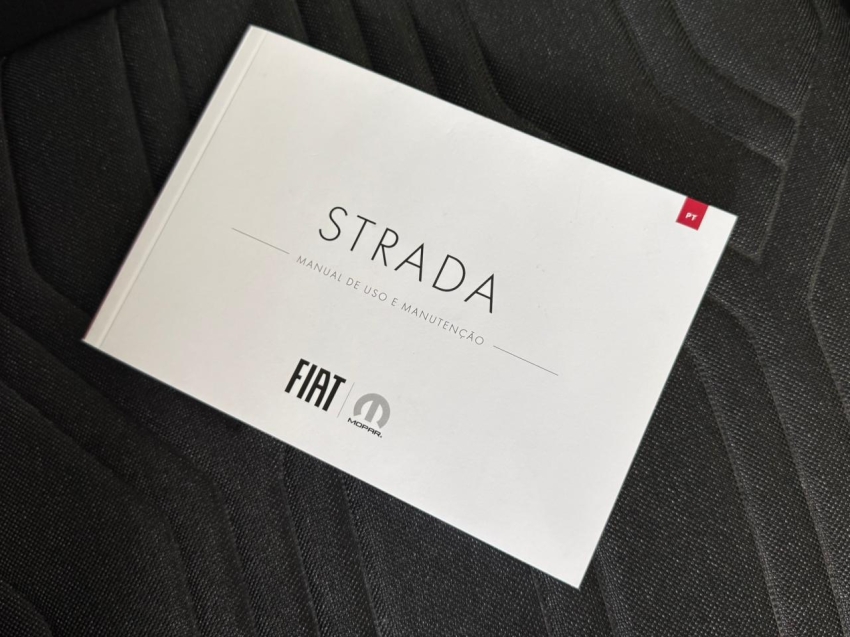 PT
STRADA
MANUAL DE USO E MANUTENÇÃO
FIAT
MOPAR.